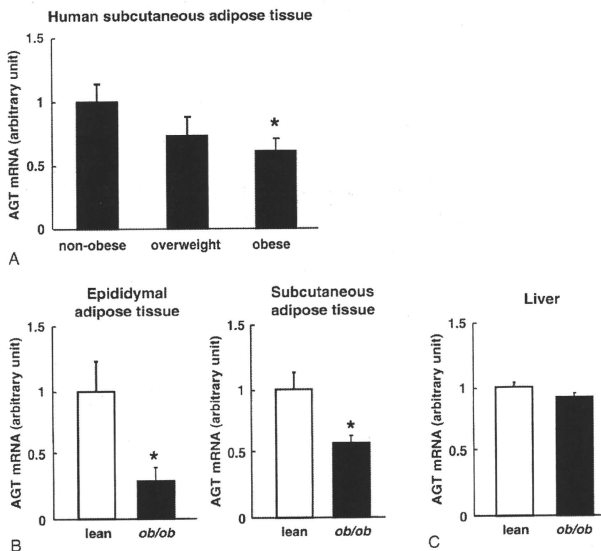 Human subcutaneous adipose tissue
AGT mRNA (arbitrary unit)
1.5
1
0.5
0
*
non-obese overweight obese
A
Epididymal
adipose tissue
AGT mRNA (arbitrary unit)
1.5
1
0.5
0
*
lean ob/ob
B
Subcutaneous
adipose tissue
AGT mRNA (arbitrary unit)
1.5
1
0.5
0
*
lean ob/ob
Liver
AGT mRNA (arbitrary unit)
1.5
1
0.5
0
lean ob/ob
C